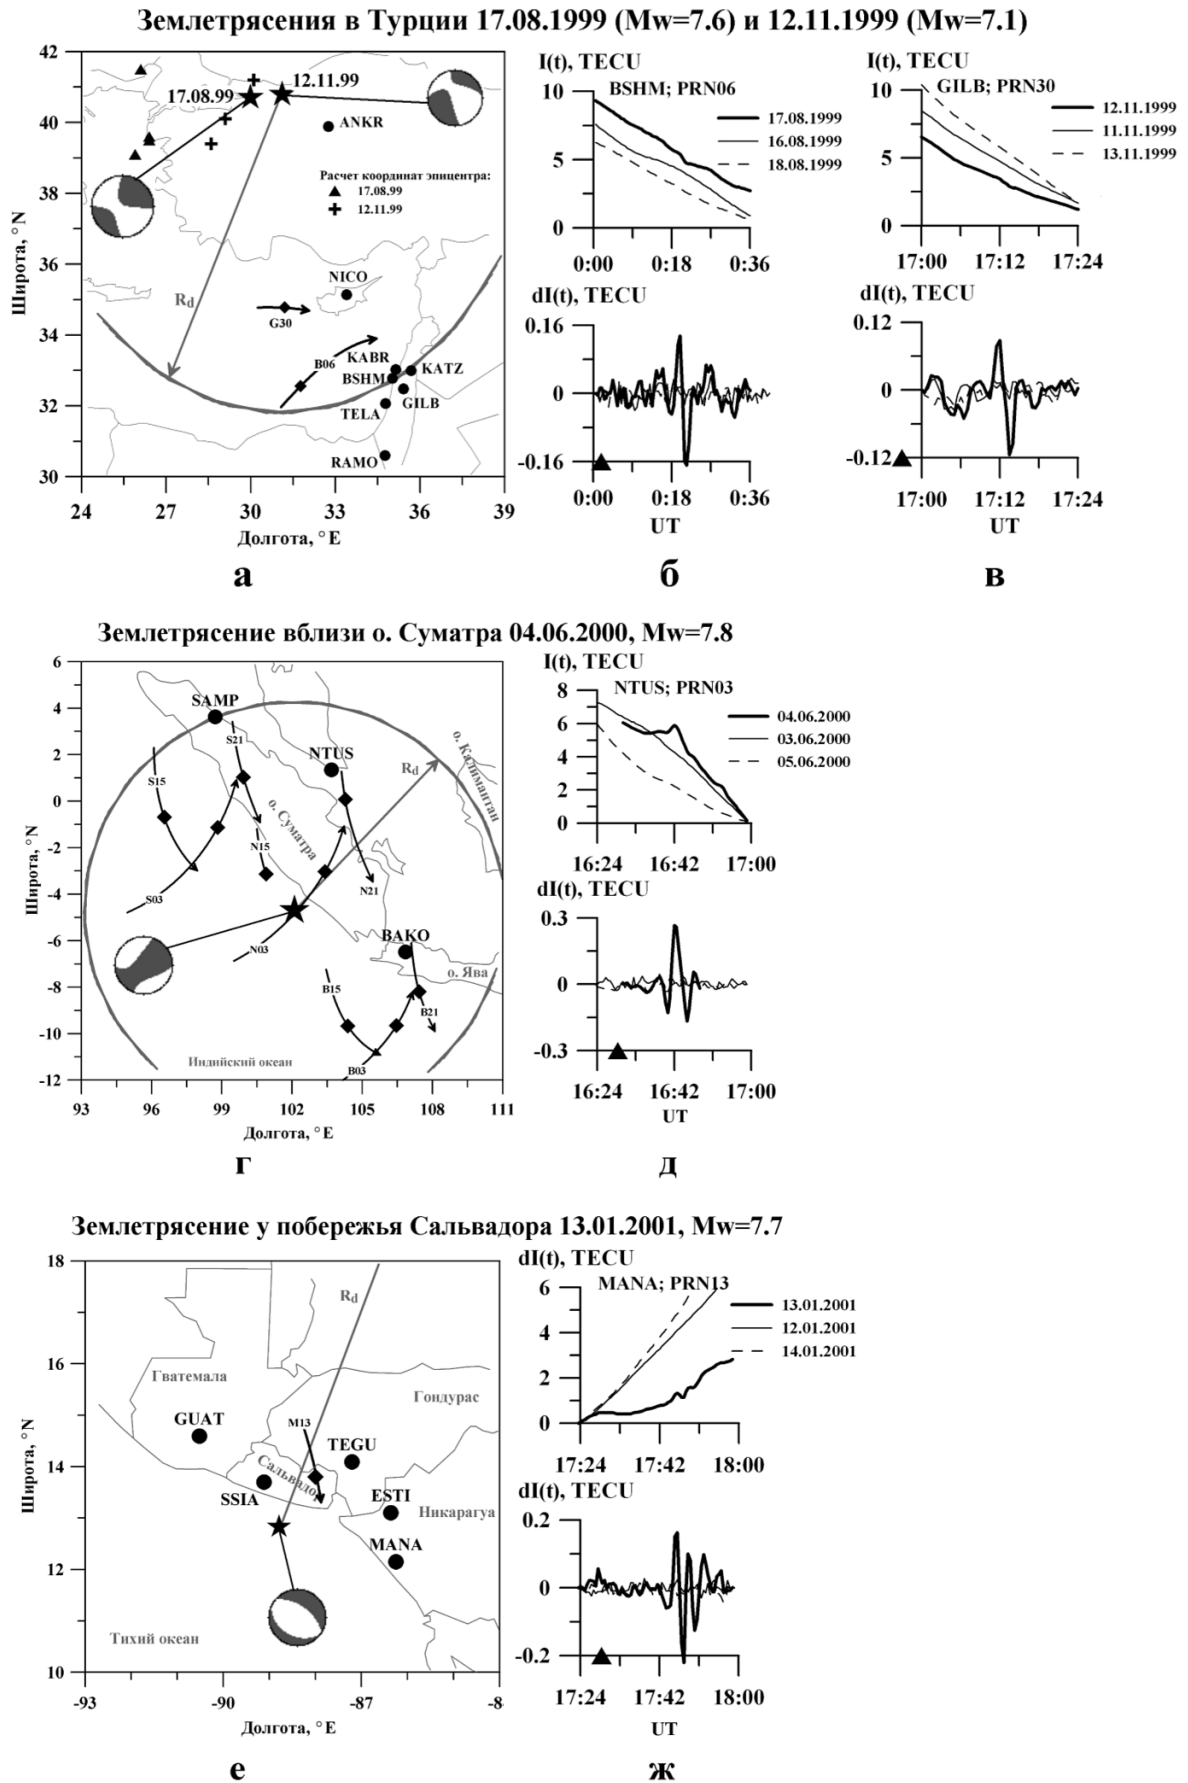 Землетрясения в Турции 17.08.1999 (Mw=7.6) и 12.11.1999 (Mw=7.1)
42
40
38
36
34
32
30
Широта, °N
24 27 30 33 36 39
Долгота, °E
17.08.99
12.11.99
ANKR
Расчет координат эпицентра:
17.08.99
12.11.99
Rd
NICO
G30
B06
KABR
KATZ
BSHM
GILB
TELA
RAMO
а
I(t), TECU
BSHM; PRN06
10
5
0
17.08.1999
16.08.1999
18.08.1999
0:00 0:18 0:36
dI(t), TECU
0.16
0
-0.16
0:00 0:18 0:36
UT
б
I(t), TECU
GILB; PRN30
10
5
0
12.11.1999
11.11.1999
13.11.1999
17:00 17:12 17:24
dI(t), TECU
0.12
0
-0.12
17:00 17:12 17:24
UT
в
Землетрясение вблизи о. Суматра 04.06.2000, Mw=7.8
6
4
2
0
-2
-4
-6
-8
-10
-12
Широта, °N
93 96 99 102 105 108 111
Долгота, °E
SAMP
S21
NTUS
Rd
о. Калимантан
S15
о. Суматра
N15
N21
S03
N03
BAKO
о. Ява
B15
B21
B03
Индийский океан
г
I(t), TECU
NTUS; PRN03
8
6
4
2
0
04.06.2000
03.06.2000
05.06.2000
16:24 16:42 17:00
dI(t), TECU
0.3
0
-0.3
16:24 16:42 17:00
UT
д
Землетрясение у побережья Сальвадора 13.01.2001, Mw=7.7
18
16
14
12
10
Широта, °N
-93 -90 -87 -8
Долгота, °E
Rd
Гватемала
Гондурас
GUAT
M13
TEGU
Сальвадор
SSIA
ESTI
Никарагуа
MANA
Тихий океан
е
dI(t), TECU
MANA; PRN13
6
4
2
0
13.01.2001
12.01.2001
14.01.2001
17:24 17:42 18:00
dI(t), TECU
0.2
0
-0.2
17:24 17:42 18:00
UT
ж